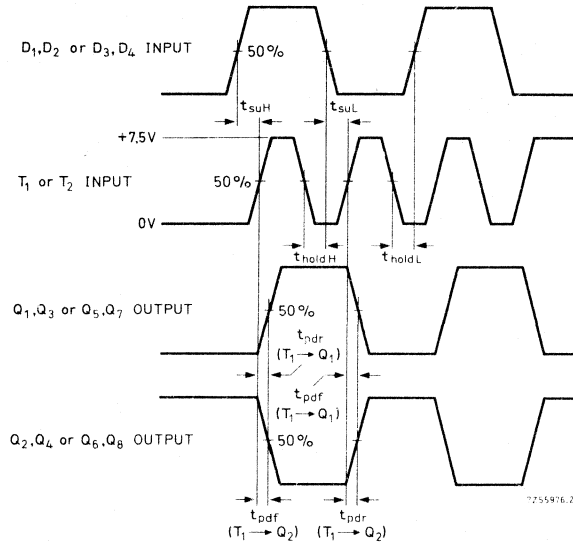 D1,D2 or D3,D4 INPUT
50%
tsuH
tsuL
+7.5V
T1 or T2 INPUT
50%
0V
tholdH
tholdL
Q1,Q3 or Q5,Q7 OUTPUT
50%
tpdr
(T1→Q1)
tpdf
(T1→Q1)
Q2,Q4 or Q6,Q8 OUTPUT
50%
7Z55976.2
tpdf
(T1→Q2)
tpdr
(T1→Q2)